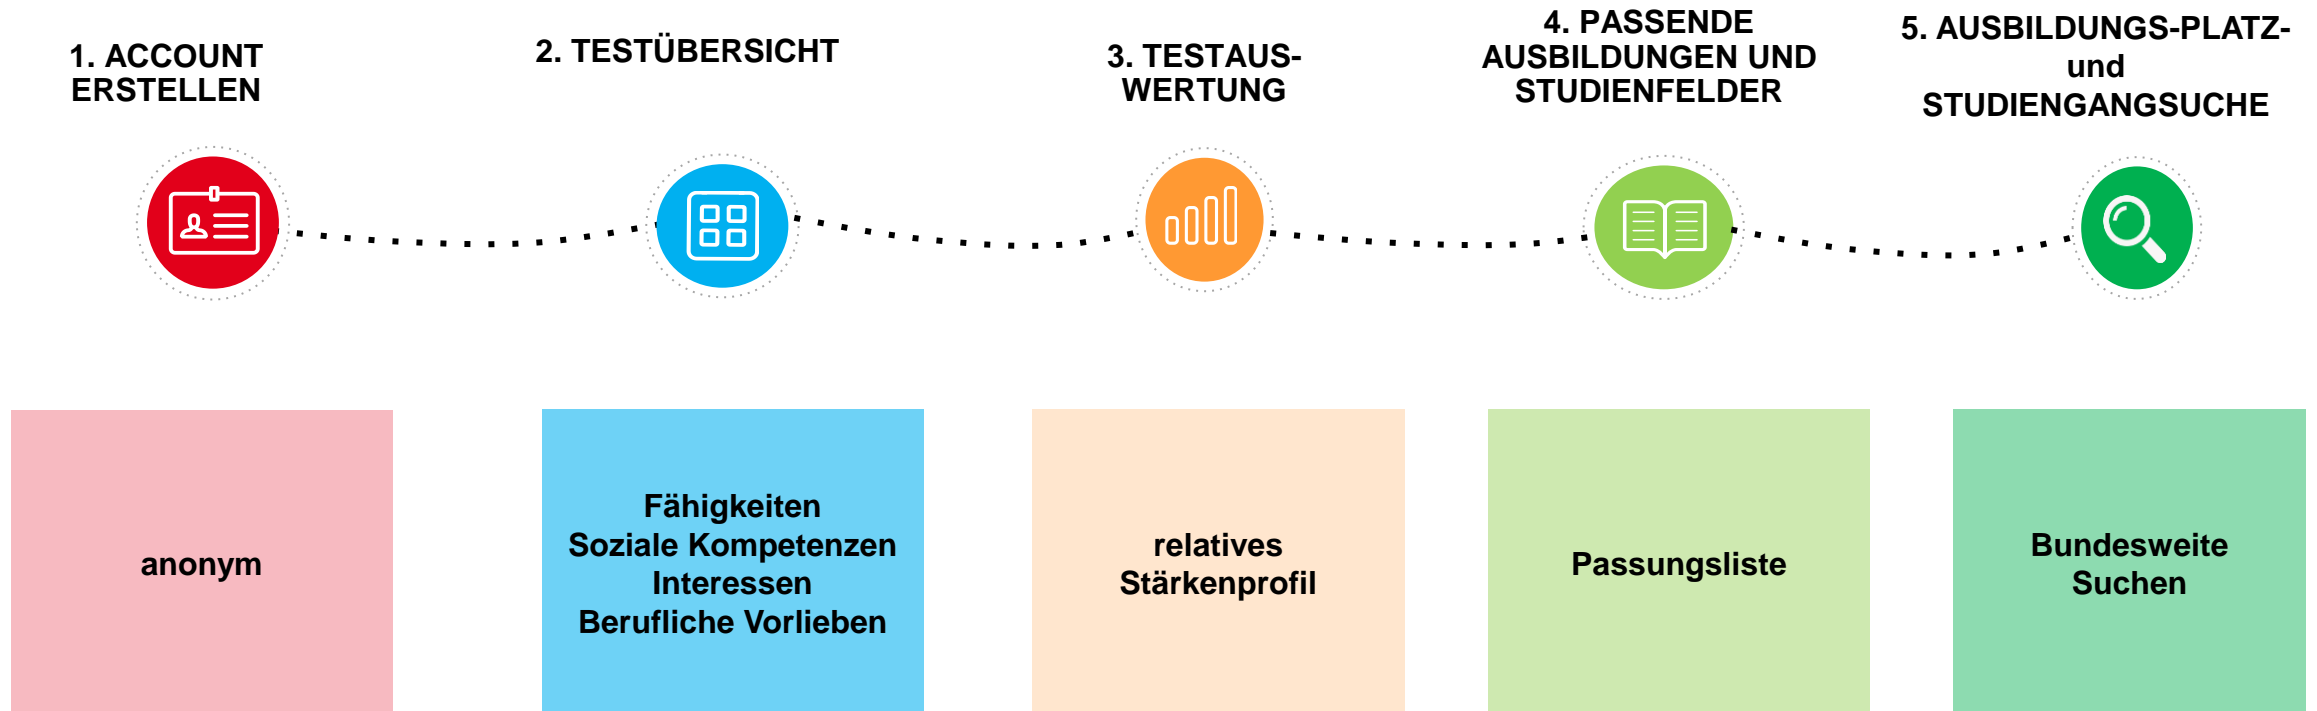 1. ACCOUNT
ERSTELLEN
2. TESTÜBERSICHT
3. TESTAUS-
WERTUNG
4. PASSENDE
AUSBILDUNGEN UND
STUDIENFELDER
5. AUSBILDUNGS-PLATZ-
und
STUDIENGANGSUCHE
anonym
Fähigkeiten
Soziale Kompetenzen
Interessen
Berufliche Vorlieben
relatives
Stärkenprofil
Passungsliste
Bundesweite
Suchen